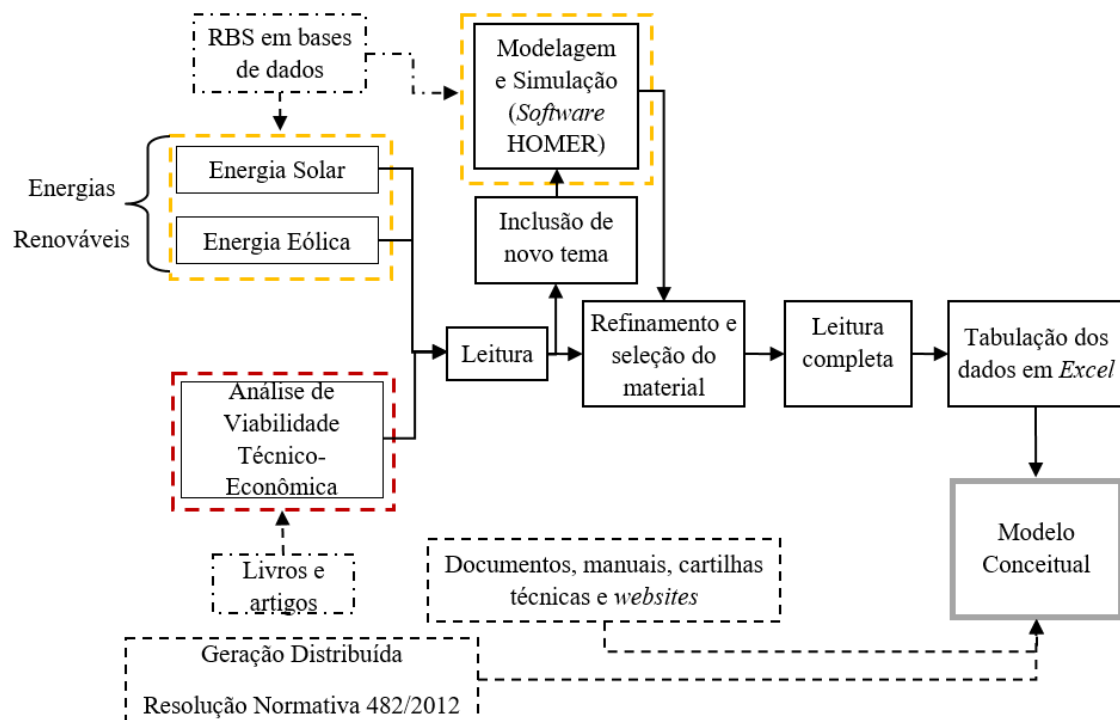 RBS em bases
de dados
Modelagem
e Simulação
(Software
HOMER)
Energias
Renováveis
Energia Solar
Energia Eólica
Inclusão de
novo tema
Leitura
Refinamento e
seleção do
material
Leitura
completa
Tabulação dos
dados em Excel
Análise de
Viabilidade
Técnico-
Econômica
Livros e
artigos
Documentos, manuais, cartilhas
técnicas e websites
Modelo
Conceitual
Geração Distribuída
Resolução Normativa 482/2012